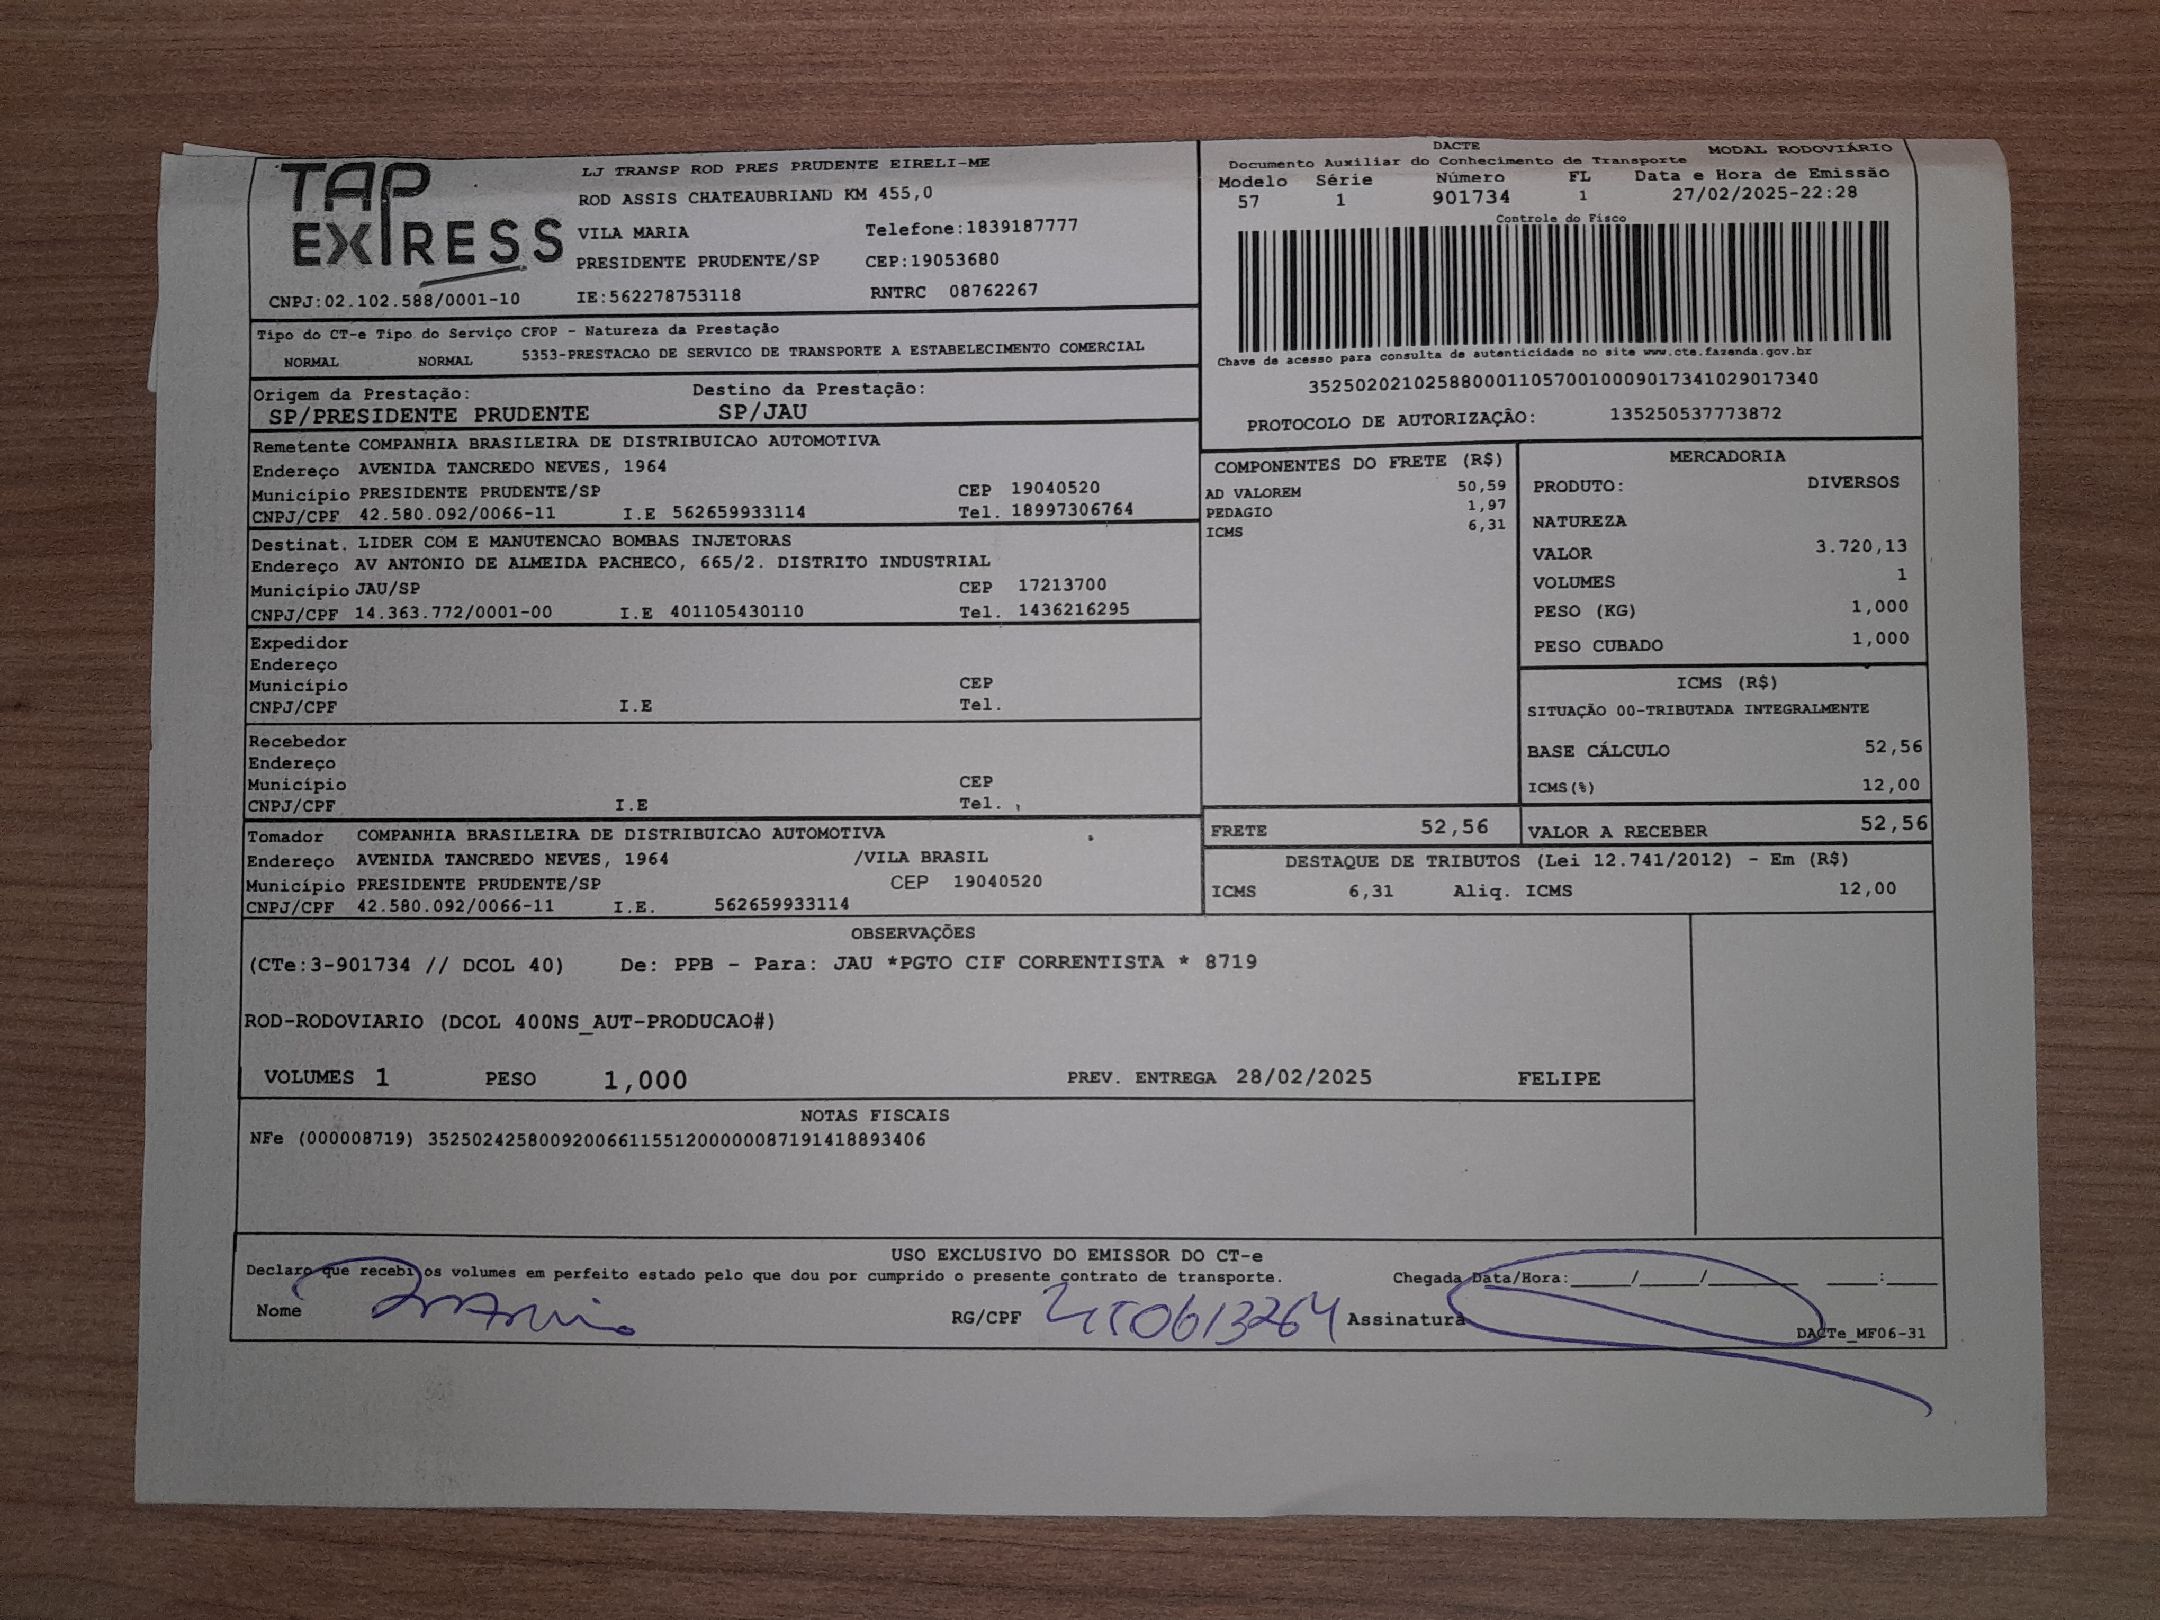 TAP EXPRESS
LJ TRANSP ROD PRES PRUDENTE EIRELI-ME
ROD ASSIS CHATEAUBRIAND KM 455,0
VILA MARIA Telefone:1839187777
PRESIDENTE PRUDENTE/SP CEP:19053680
CNPJ:02.102.588/0001-10 IE:562278753118 RNTRC 08762267
DACTE
Documento Auxiliar do Conhecimento de Transporte MODAL RODOVIÁRIO
Modelo Série Número FL Data e Hora de Emissão
57 1 901734 1 27/02/2025-22:28
Controle do Fisco
Chave de acesso para consulta de autenticidade no site www.cte.fazenda.gov.br
35250202102588000110570010009017341029017340
PROTOCOLO DE AUTORIZAÇÃO: 135250537773872
Tipo do CT-e Tipo do Serviço CFOP - Natureza da Prestação
NORMAL NORMAL 5353-PRESTACAO DE SERVICO DE TRANSPORTE A ESTABELECIMENTO COMERCIAL
Origem da Prestação: Destino da Prestação:
SP/PRESIDENTE PRUDENTE SP/JAU
Remetente COMPANHIA BRASILEIRA DE DISTRIBUICAO AUTOMOTIVA
Endereço AVENIDA TANCREDO NEVES, 1964
Município PRESIDENTE PRUDENTE/SP CEP 19040520
CNPJ/CPF 42.580.092/0066-11 I.E 562659933114 Tel. 18997306764
Destinat. LIDER COM E MANUTENCAO BOMBAS INJETORAS
Endereço AV ANTONIO DE ALMEIDA PACHECO, 665/2. DISTRITO INDUSTRIAL
Município JAU/SP CEP 17213700
CNPJ/CPF 14.363.772/0001-00 I.E 401105430110 Tel. 1436216295
Expedidor
Endereço
Município CEP
CNPJ/CPF I.E Tel.
Recebedor
Endereço
Município CEP
CNPJ/CPF I.E Tel.
Tomador COMPANHIA BRASILEIRA DE DISTRIBUICAO AUTOMOTIVA
Endereço AVENIDA TANCREDO NEVES, 1964 /VILA BRASIL
Município PRESIDENTE PRUDENTE/SP CEP 19040520
CNPJ/CPF 42.580.092/0066-11 I.E. 562659933114
COMPONENTES DO FRETE (R$)
AD VALOREM 50,59
PEDAGIO 1,97
ICMS 6,31
MERCADORIA
PRODUTO: DIVERSOS
NATUREZA
VALOR 3.720,13
VOLUMES 1
PESO (KG) 1,000
PESO CUBADO 1,000
ICMS (R$)
SITUAÇÃO 00-TRIBUTADA INTEGRALMENTE
BASE CÁLCULO 52,56
ICMS(%) 12,00
FRETE 52,56 VALOR A RECEBER 52,56
DESTAQUE DE TRIBUTOS (Lei 12.741/2012) - Em (R$)
ICMS 6,31 Aliq. ICMS 12,00
OBSERVAÇÕES
(CTe:3-901734 // DCOL 40) De: PPB - Para: JAU *PGTO CIF CORRENTISTA * 8719
ROD-RODOVIARIO (DCOL 400NS_AUT-PRODUCAO#)
VOLUMES 1 PESO 1,000 PREV. ENTREGA 28/02/2025 FELIPE
NOTAS FISCAIS
NFe (000008719) 35250242580092006611551200000087191418893406
USO EXCLUSIVO DO EMISSOR DO CT-e
Declaro que recebi os volumes em perfeito estado pelo que dou por cumprido o presente contrato de transporte. Chegada Data/Hora:____/____/____ ____:____
Nome RG/CPF Assinatura
DACTe_MF06-31